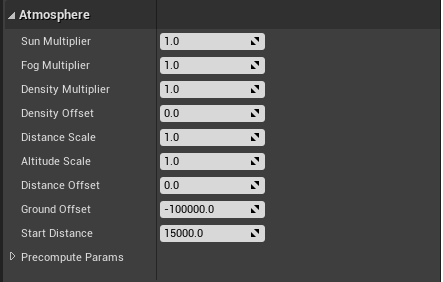 Atmosphere
Sun Multiplier 1.0
Fog Multiplier 1.0
Density Multiplier 1.0
Density Offset 0.0
Distance Scale 1.0
Altitude Scale 1.0
Distance Offset 0.0
Ground Offset -100000.0
Start Distance 15000.0
Precompute Params